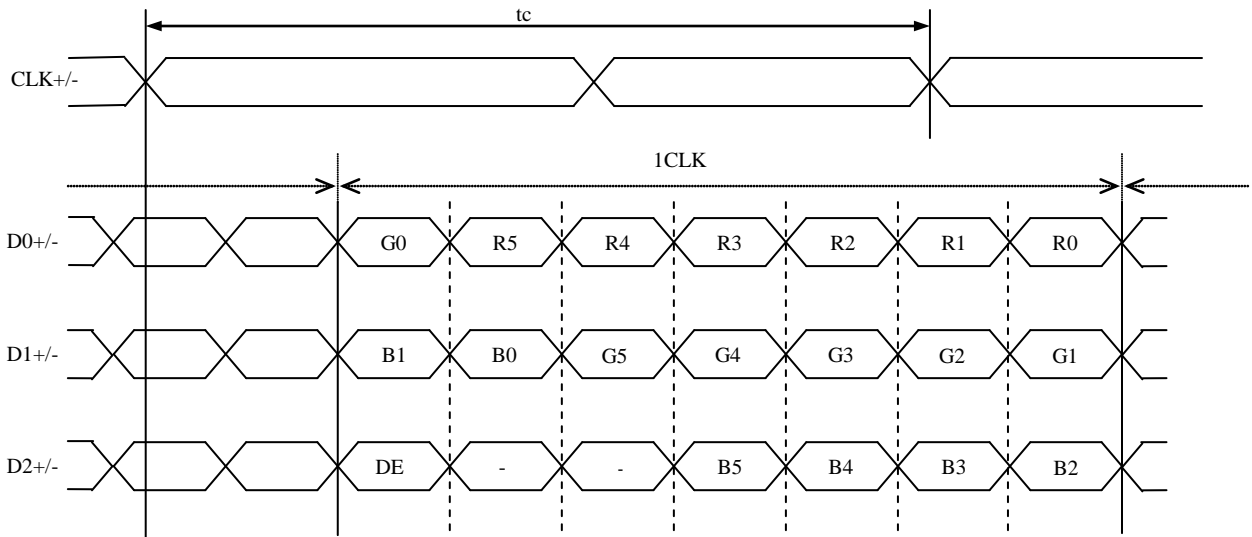 tc
CLK+/-
1CLK
D0+/- G0 R5 R4 R3 R2 R1 R0
D1+/- B1 B0 G5 G4 G3 G2 G1
D2+/- DE - - B5 B4 B3 B2